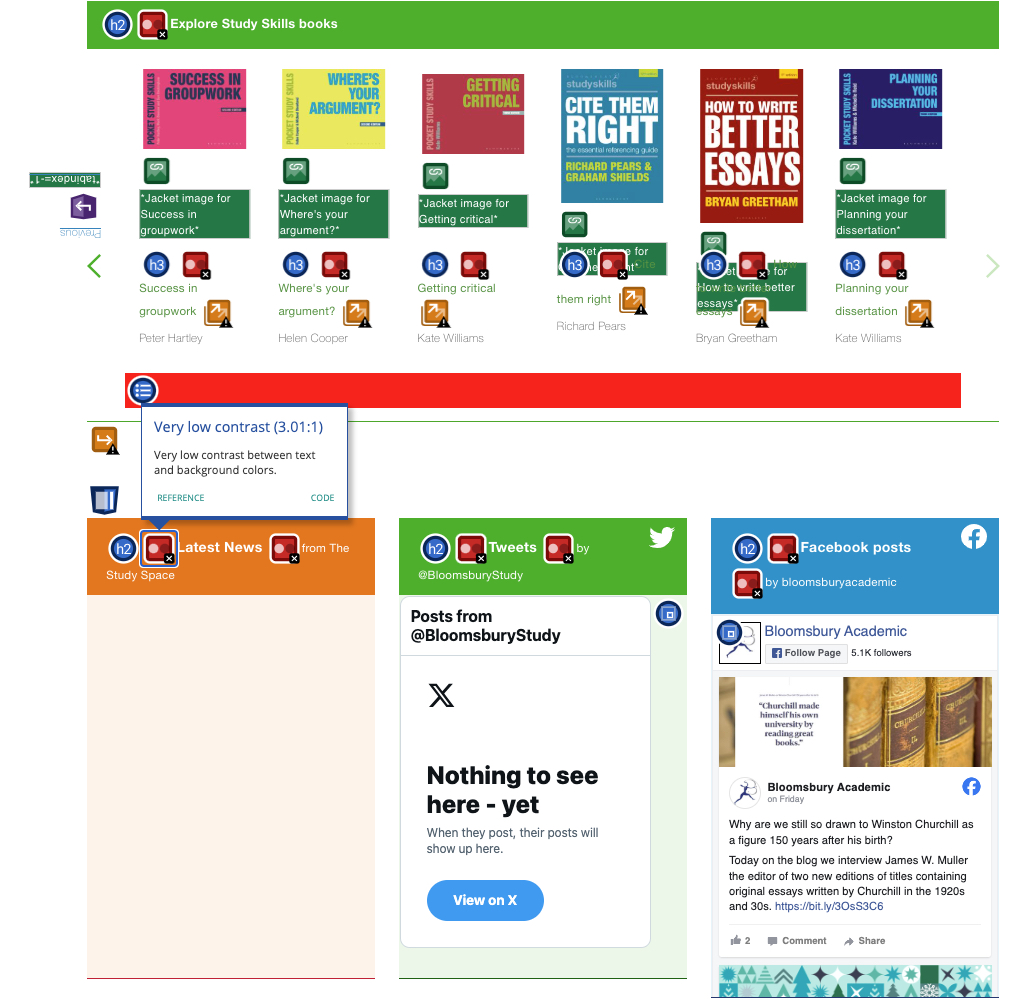 h2 Explore Study Skills books
POCKET STUDY SKILLS
SUCCESS IN
GROUPWORK
POCKET STUDY SKILLS
WHERE'S
YOUR
ARGUMENT?
POCKET STUDY SKILLS
Kate Williams
GETTING
CRITICAL
studyskills
CITE THEM
RIGHT
the essential referencing guide
RICHARD PEARS &
GRAHAM SHIELDS
studyskills
HOW TO WRITE
BETTER
ESSAYS
BRYAN GREETHAM
POCKET STUDY SKILLS
PLANNING
YOUR
DISSERTATION
*tabindex=-1*
Previous
*Jacket image for
Success in
groupwork*
*Jacket image for
Where's your
argument?*
*Jacket image for
Getting critical*
*Jacket image for
*Jacket image for
How to write better
essays*
*Jacket image for
Planning your
dissertation*
h3
Success in
groupwork
Peter Hartley
h3
Where's your
argument?
Helen Cooper
h3
Getting critical
Kate Williams
h3 Cite
them right
Richard Pears
h3 How
essays
Bryan Greetham
h3
Planning your
dissertation
Kate Williams
Very low contrast (3.01:1)
Very low contrast between text
and background colors.
REFERENCE CODE
h2 Latest News from The
Study Space
h2 Tweets by
@BloomsburyStudy
Posts from
@BloomsburyStudy
Nothing to see
here - yet
When they post, their posts will
show up here.
View on X
h2 Facebook posts
by bloomsburyacademic
Bloomsbury Academic
Follow Page 5.1K followers
"Churchill made
himself his own
university by
reading great
books."
CHURCHILL
II.
Bloomsbury Academic
on Friday
Why are we still so drawn to Winston Churchill as
a figure 150 years after his birth?
Today on the blog we interview James W. Muller
the editor of two new editions of titles containing
original essays written by Churchill in the 1920s
and 30s. https://bit.ly/3OsS3C6
2 Comment Share